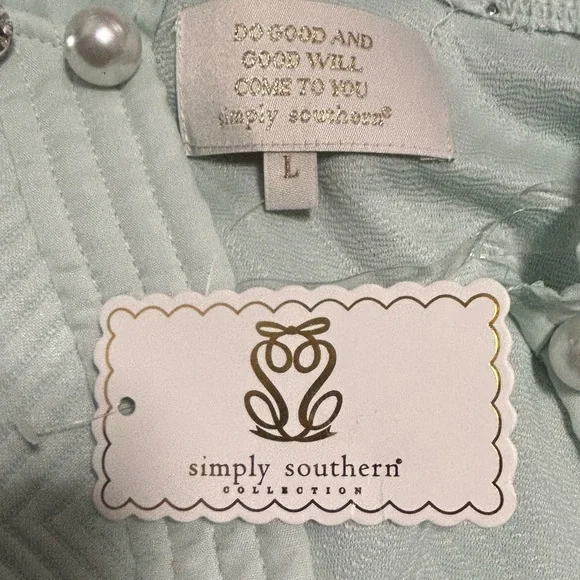 DO GOOD AND
GOOD WILL
COME TO YOU
simply southern®
L
simply southern®
COLLECTION